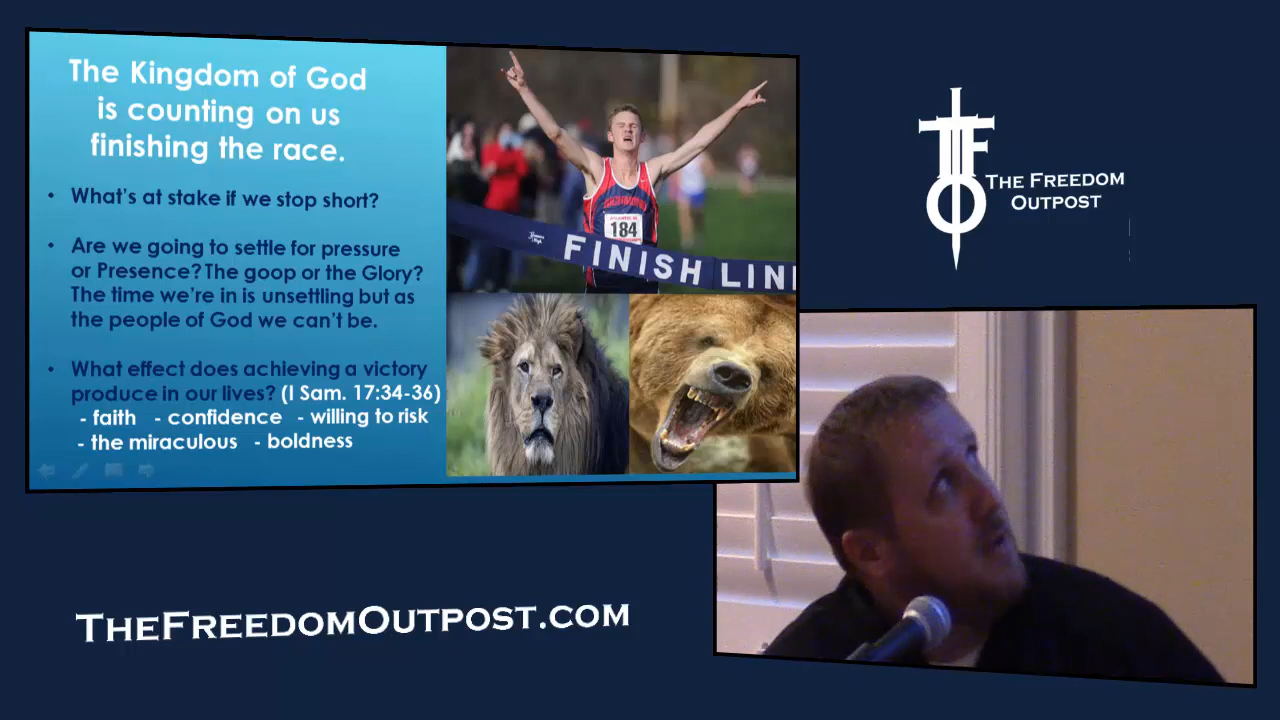 The Kingdom of God
is counting on us
finishing the race.
• What's at stake if we stop short?
• Are we going to settle for pressure
or Presence? The goop or the Glory?
The time we're in is unsettling but as
the people of God we can't be.
• What effect does achieving a victory
produce in our lives? (I Sam. 17:34-36)
- faith - confidence - willing to risk
- the miraculous - boldness
184
FINISH LIN
TFO
THE FREEDOM
OUTPOST
THEFREEDOMOUTPOST.COM